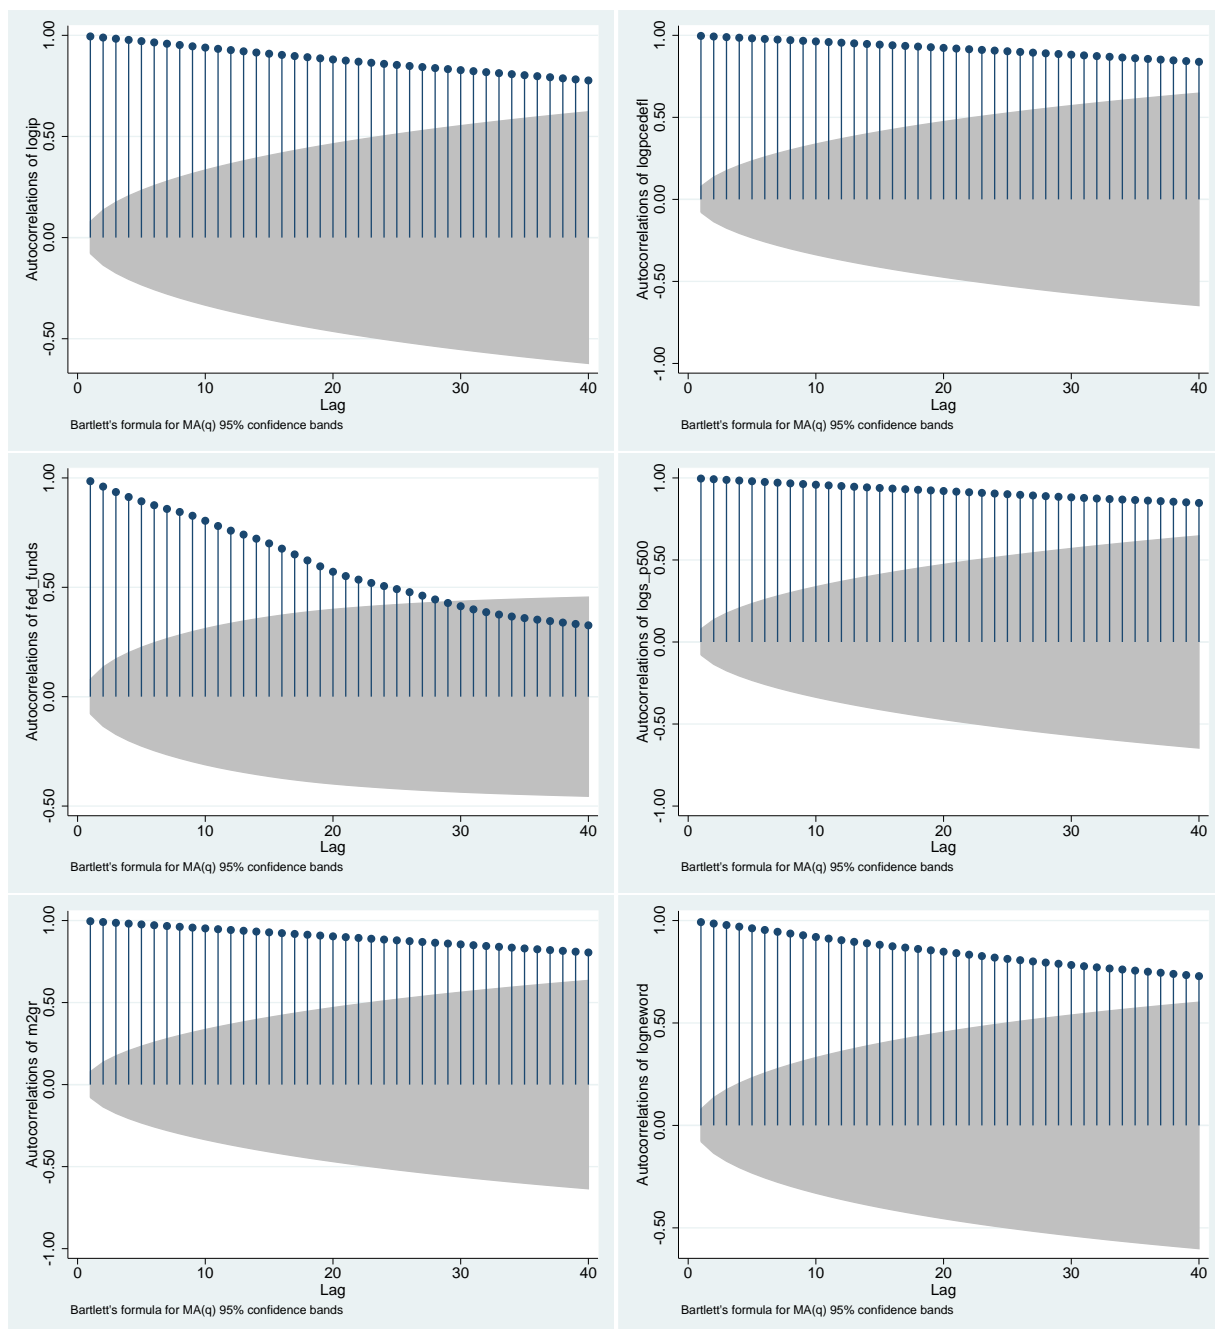 Autocorrelations of logip
1.00
0.50
0.00
-0.50
0 10 20 30 40
Lag
Bartlett's formula for MA(q) 95% confidence bands
Autocorrelations of logpcedefl
1.00
0.50
0.00
-0.50
-1.00
0 10 20 30 40
Lag
Bartlett's formula for MA(q) 95% confidence bands
Autocorrelations of fed_funds
1.00
0.50
0.00
-0.50
0 10 20 30 40
Lag
Bartlett's formula for MA(q) 95% confidence bands
Autocorrelations of logs_p500
1.00
0.50
0.00
-0.50
-1.00
0 10 20 30 40
Lag
Bartlett's formula for MA(q) 95% confidence bands
Autocorrelations of m2gr
1.00
0.50
0.00
-0.50
-1.00
0 10 20 30 40
Lag
Bartlett's formula for MA(q) 95% confidence bands
Autocorrelations of logneword
1.00
0.50
0.00
-0.50
0 10 20 30 40
Lag
Bartlett's formula for MA(q) 95% confidence bands